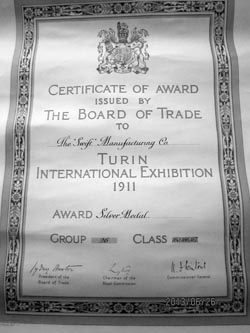 CERTIFICATE OF AWARD
ISSUED BY
THE BOARD OF TRADE
TO
The "Swift" Manufacturing Co.
TURIN
INTERNATIONAL EXHIBITION
1911
AWARD Silver Medal.
GROUP CLASS
President of the Board of Trade
Chairman of the Royal Commission
Commissioner General
2013/06/26